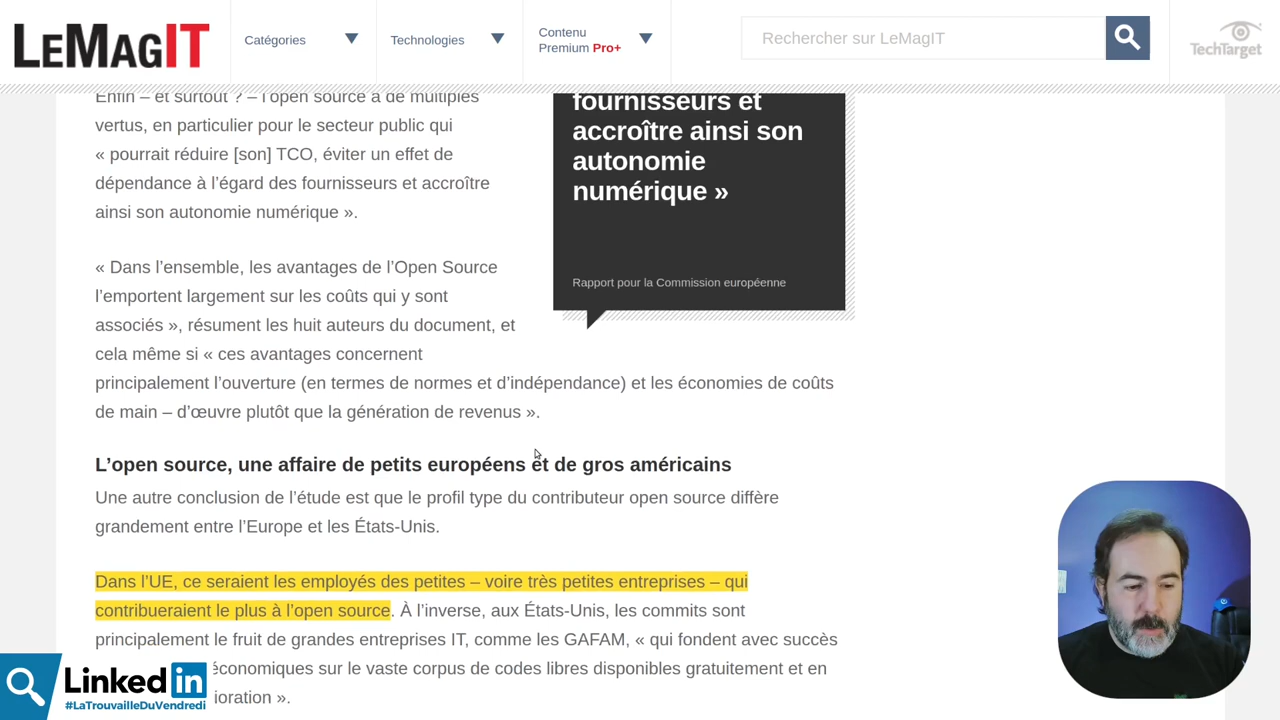 LEMAGIT
Catégories
Technologies
Contenu
Premium Pro+
Rechercher sur LeMagIT
TechTarget
Enfin – et surtout ? – l’open source a de multiples
vertus, en particulier pour le secteur public qui
« pourrait réduire [son] TCO, éviter un effet de
dépendance à l’égard des fournisseurs et accroître
ainsi son autonomie numérique ».
fournisseurs et
accroître ainsi son
autonomie
numérique »
Rapport pour la Commission européenne
« Dans l’ensemble, les avantages de l’Open Source
l’emportent largement sur les coûts qui y sont
associés », résument les huit auteurs du document, et
cela même si « ces avantages concernent
principalement l’ouverture (en termes de normes et d’indépendance) et les économies de coûts
de main – d’œuvre plutôt que la génération de revenus ».
L’open source, une affaire de petits européens et de gros américains
Une autre conclusion de l’étude est que le profil type du contributeur open source diffère
grandement entre l’Europe et les États-Unis.
Dans l’UE, ce seraient les employés des petites – voire très petites entreprises – qui
contribueraient le plus à l’open source. À l’inverse, aux États-Unis, les commits sont
principalement le fruit de grandes entreprises IT, comme les GAFAM, « qui fondent avec succès
économiques sur le vaste corpus de codes libres disponibles gratuitement et en
ioration ».
Linked in
#LaTrouvailleDuVendredi